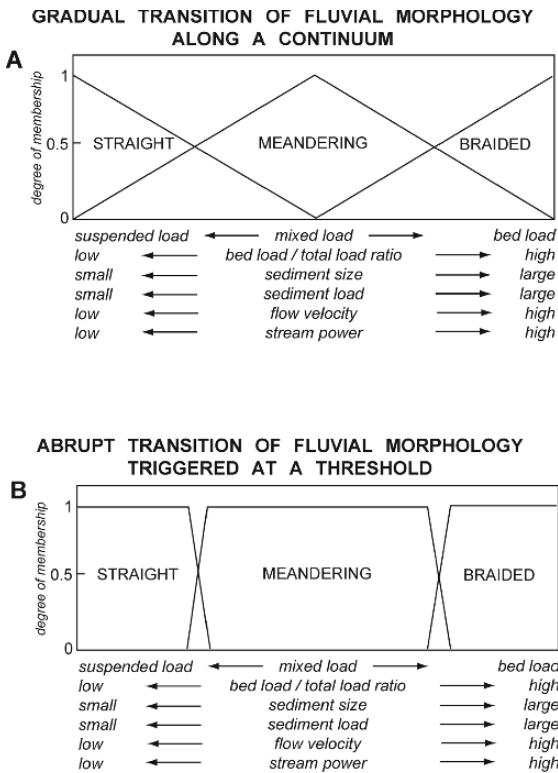 GRADUAL TRANSITION OF FLUVIAL MORPHOLOGY
ALONG A CONTINUUM
A
1
0.5
0
degree of membership
STRAIGHT MEANDERING BRAIDED
suspended load mixed load bed load
low bed load / total load ratio high
small sediment size large
small sediment load large
low flow velocity high
low stream power high
ABRUPT TRANSITION OF FLUVIAL MORPHOLOGY
TRIGGERED AT A THRESHOLD
B
1
0.5
0
degree of membership
STRAIGHT MEANDERING BRAIDED
suspended load mixed load bed load
low bed load / total load ratio high
small sediment size large
small sediment load large
low flow velocity high
low stream power high